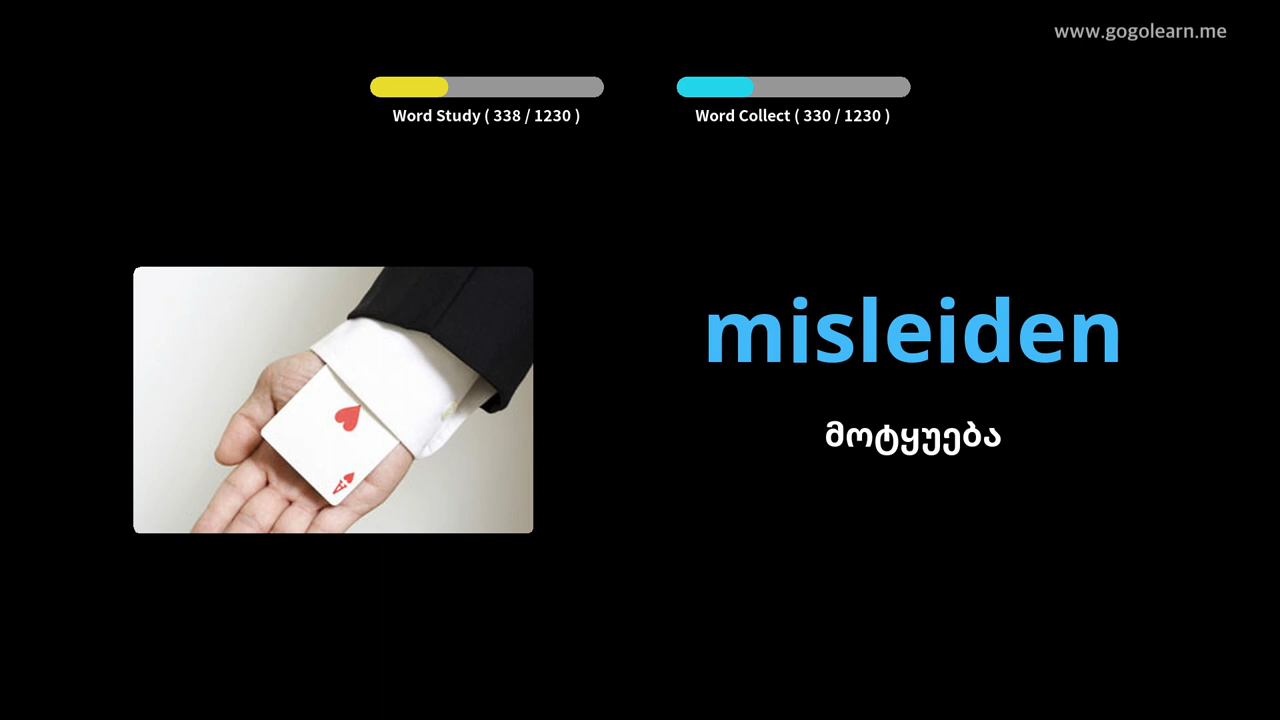 www.gogolearn.me
Word Study ( 338 / 1230 )
Word Collect ( 330 / 1230 )
misleiden
მოტყუება
A